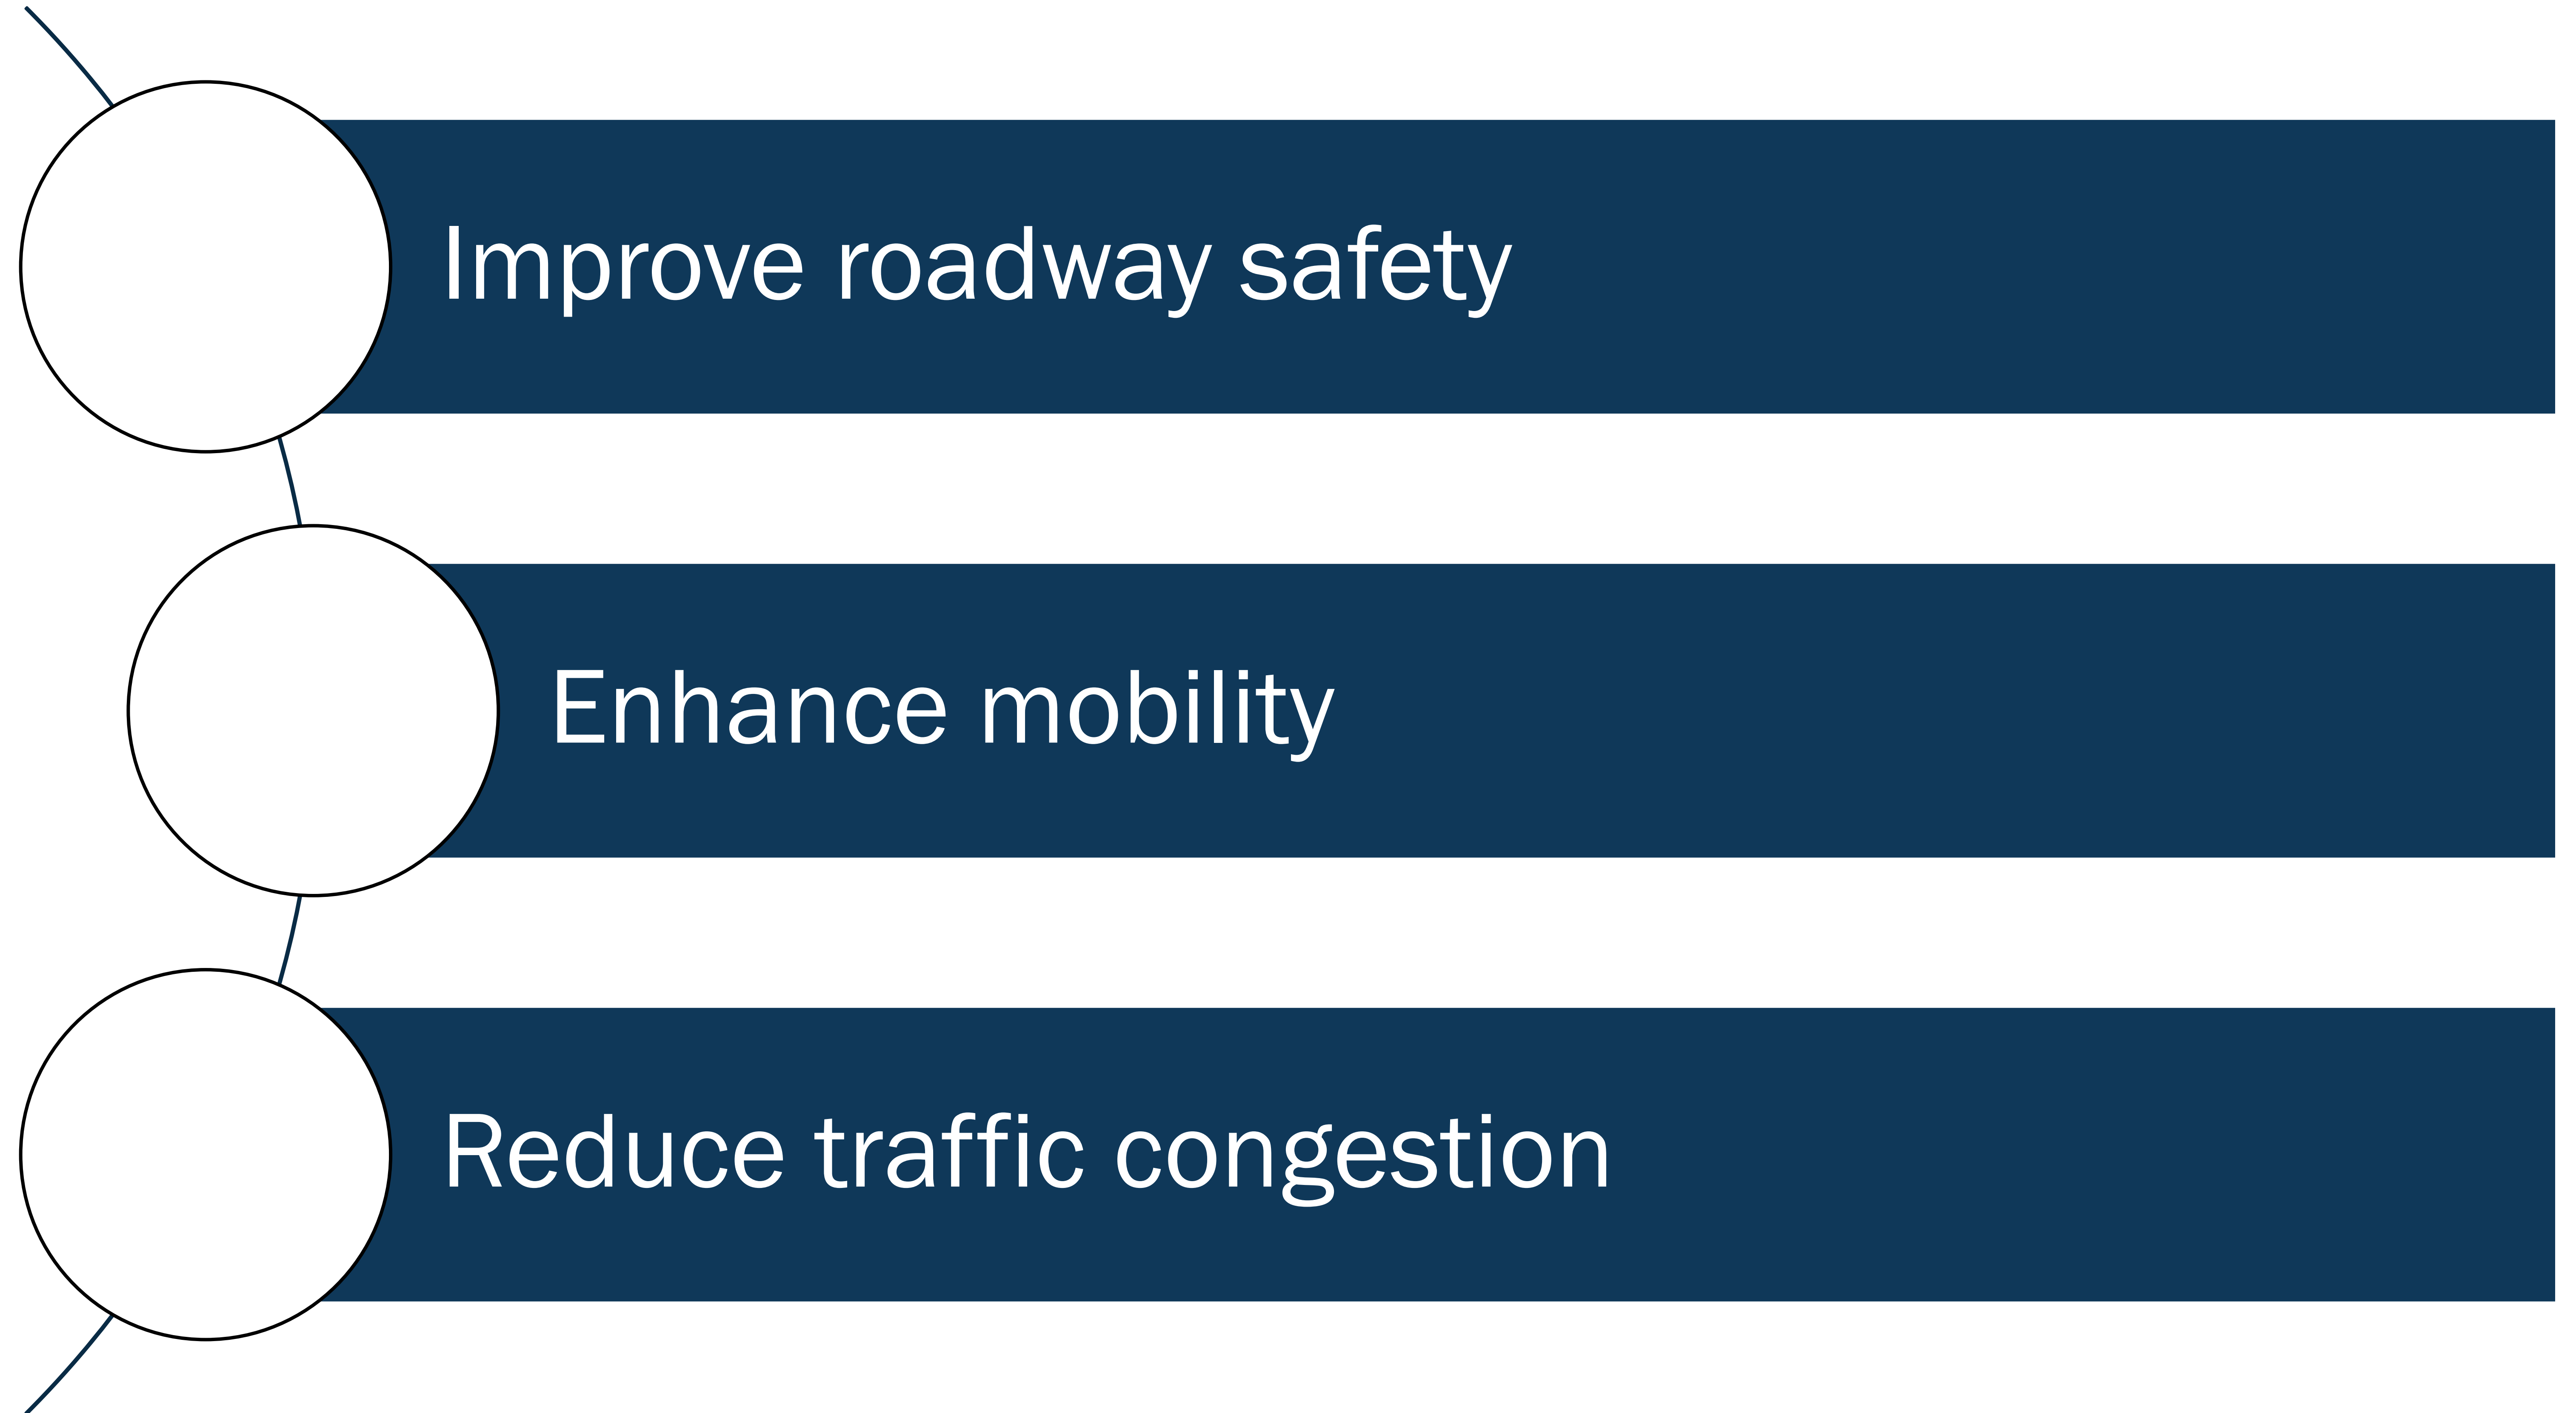 Improve roadway safety
Enhance mobility
Reduce traffic congestion